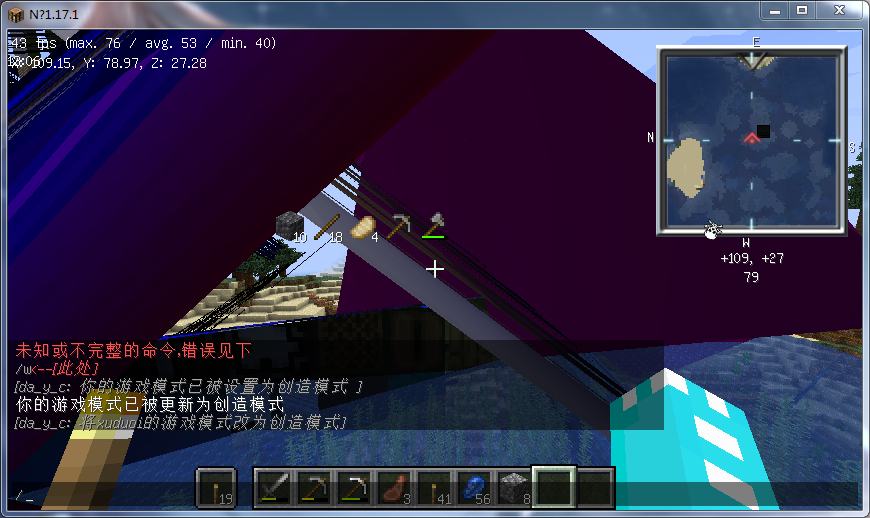 N?1.17.1
43 ms (max. 76 / avg. 53 / min. 40)
X: 109.15, Y: 78.97, Z: 27.28
E
N
S
W
+109, +27
79
10
18
4
未知或不完整的命令,错误见下
/w<--[此处]
[da_y_c: 你的游戏模式已被设置为创造模式 ]
你的游戏模式已被更新为创造模式
[da_y_c: 将xuduoi的游戏模式改为创造模式]
19
3
41
56
8
/_